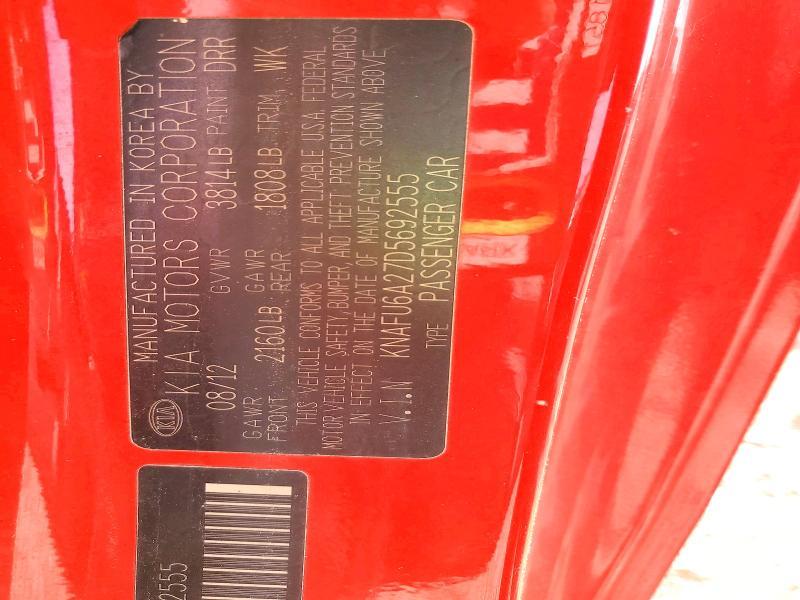 KIA
MANUFACTURED IN KOREA BY
KIA MOTORS CORPORATION
08/12 GVWR 3814LB PAINT DRR
GAWR FRONT 2160LB GAWR REAR 1808LB TRIM WK
THIS VEHICLE CONFORMS TO ALL APPLICABLE U.S.A. FEDERAL
MOTOR VEHICLE SAFETY, BUMPER, AND THEFT PREVENTION STANDARDS
IN EFFECT ON THE DATE OF MANUFACTURE SHOWN ABOVE
V.I.N KNAFU6A27D5692555
TYPE PASSENGER CAR
2555